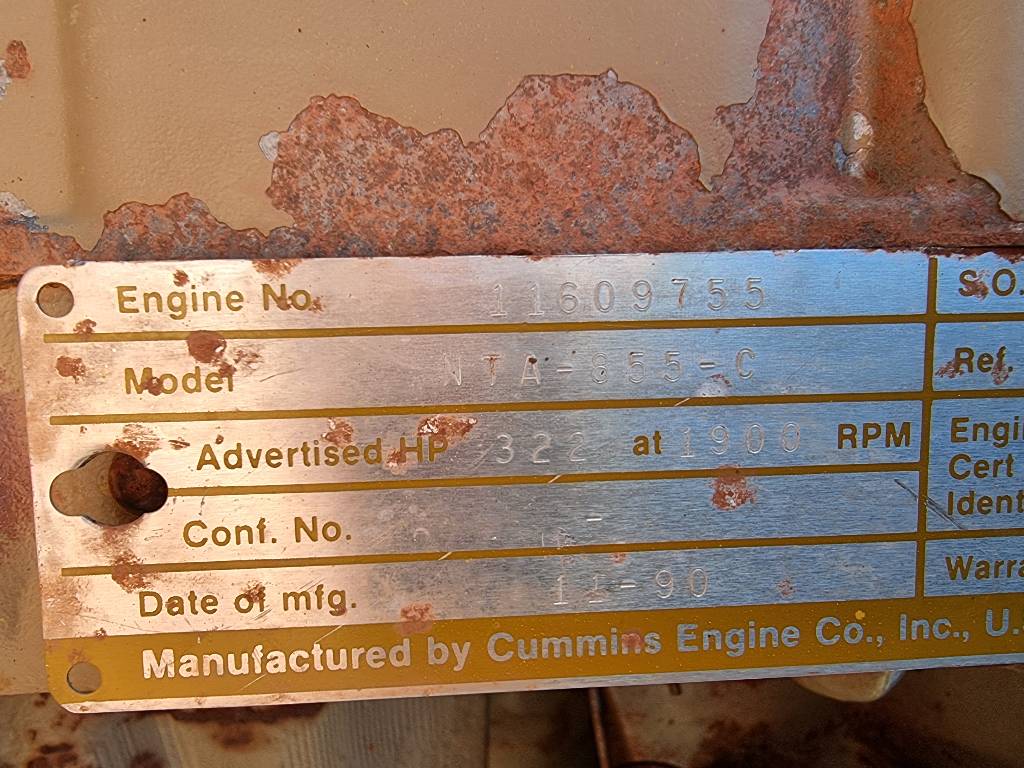 Engine No. 11609755 S.O.
Model NTA-855-C Ref.
Advertised HP 322 at 1900 RPM Engi
Cert
Conf. No. Ident
Date of mfg. 11-90 Warra
Manufactured by Cummins Engine Co., Inc., U.S